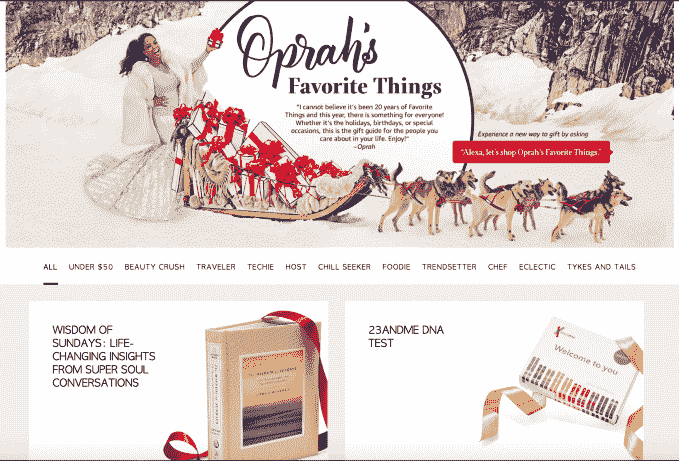 Oprah's
Favorite Things
"I cannot believe it's been 20 years of Favorite
Things and this year, there is something for everyone!
Whether it's the holidays, birthdays, or special
occasions, this is the gift guide for the people you
care about in your life. Enjoy!"
–Oprah
Experience a new way to gift by asking
"Alexa, let's shop Oprah's Favorite Things."
ALL UNDER $50 BEAUTY CRUSH TRAVELER TECHIE HOST CHILL SEEKER FOODIE TRENDSETTER CHEF ECLECTIC TYKES AND TAILS
WISDOM OF
SUNDAYS: LIFE-
CHANGING INSIGHTS
FROM SUPER SOUL
CONVERSATIONS
23ANDME DNA
TEST
Welcome to you